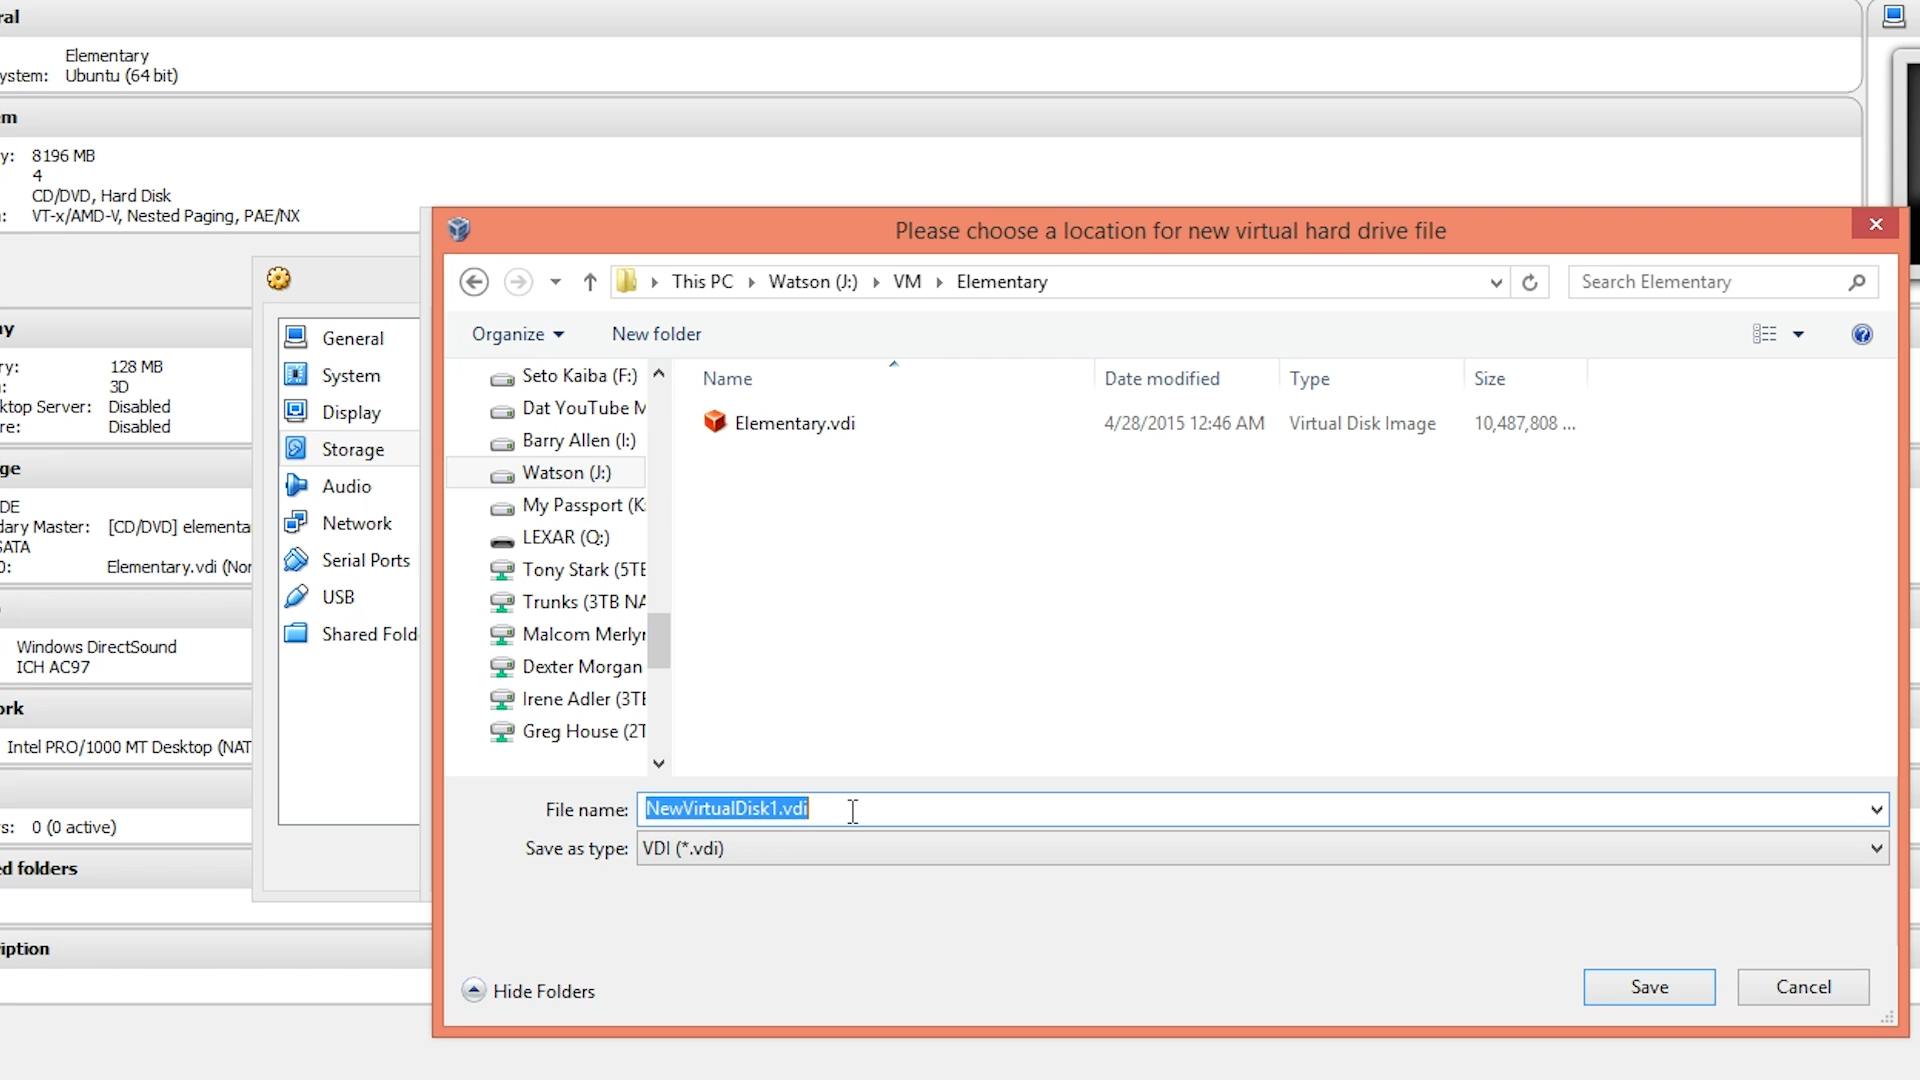 ral
Elementary
ystem: Ubuntu (64 bit)
m
y: 8196 MB
4
CD/DVD, Hard Disk
: VT-x/AMD-V, Nested Paging, PAE/NX
y
ry: 128 MB
: 3D
ktop Server: Disabled
re: Disabled
ge
DE
dary Master: [CD/DVD] elementa
SATA
0: Elementary.vdi (Nor
Windows DirectSound
ICH AC97
ork
Intel PRO/1000 MT Desktop (NAT
s: 0 (0 active)
d folders
iption
General
System
Display
Storage
Audio
Network
Serial Ports
USB
Shared Fold
Please choose a location for new virtual hard drive file
This PC Watson (J:) VM Elementary
Search Elementary
Organize New folder
Seto Kaiba (F:)
Dat YouTube M
Barry Allen (I:)
Watson (J:)
My Passport (K:
LEXAR (Q:)
Tony Stark (5TB
Trunks (3TB NA
Malcom Merlyn
Dexter Morgan
Irene Adler (3TB
Greg House (2T
Name Date modified Type Size
Elementary.vdi 4/28/2015 12:46 AM Virtual Disk Image 10,487,808 ...
File name: NewVirtualDisk1.vdi
Save as type: VDI (*.vdi)
Hide Folders
Save Cancel